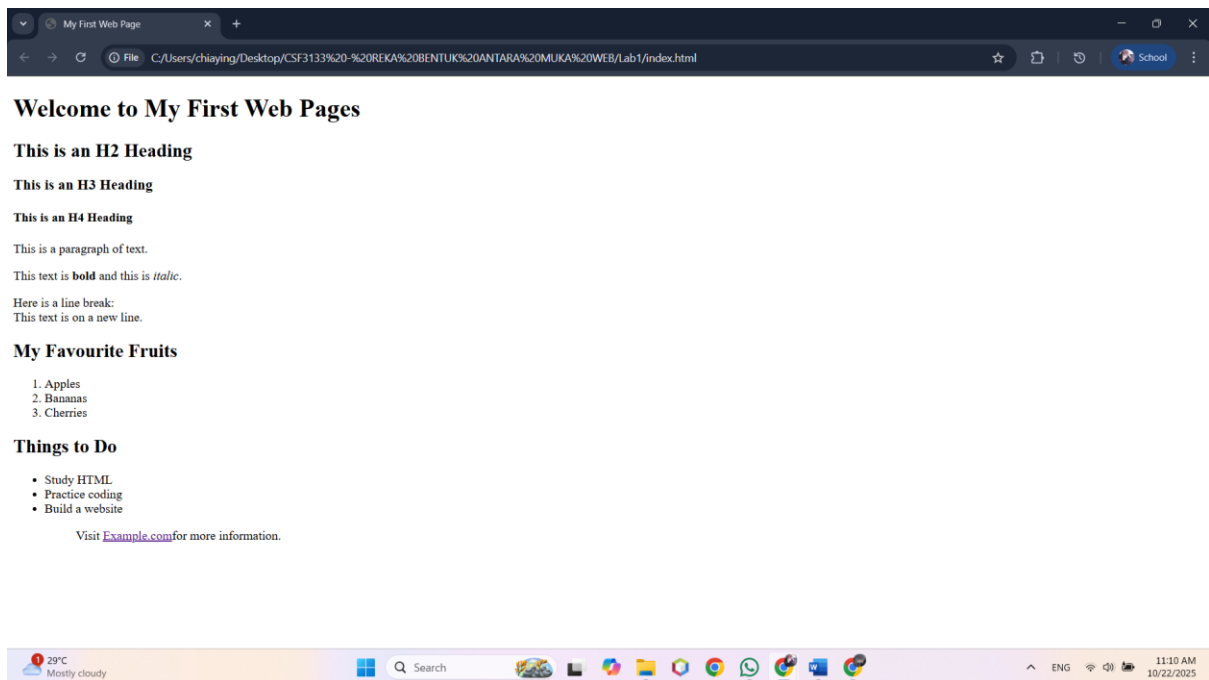 My First Web Page
File C:/Users/chiaying/Desktop/CSF3133%20-%20REKA%20BENTUK%20ANTARA%20MUKA%20WEB/Lab1/index.html
School
Welcome to My First Web Pages
This is an H2 Heading
This is an H3 Heading
This is an H4 Heading
This is a paragraph of text.
This text is bold and this is italic.
Here is a line break:
This text is on a new line.
My Favourite Fruits
1. Apples
2. Bananas
3. Cherries
Things to Do
• Study HTML
• Practice coding
• Build a website
Visit Example.comfor more information.
1
29°C
Mostly cloudy
Search
ENG
11:10 AM
10/22/2025